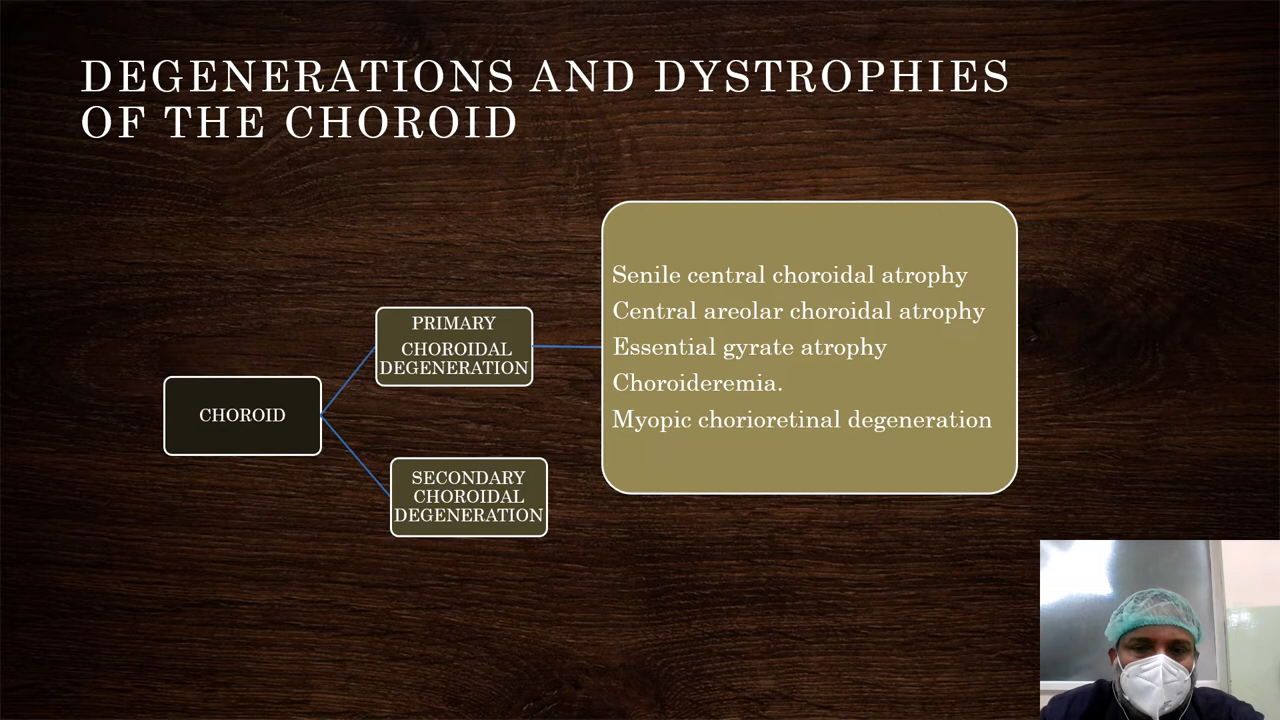 DEGENERATIONS AND DYSTROPHIES
OF THE CHOROID
CHOROID
PRIMARY
CHOROIDAL
DEGENERATION
SECONDARY
CHOROIDAL
DEGENERATION
Senile central choroidal atrophy
Central areolar choroidal atrophy
Essential gyrate atrophy
Choroideremia.
Myopic chorioretinal degeneration